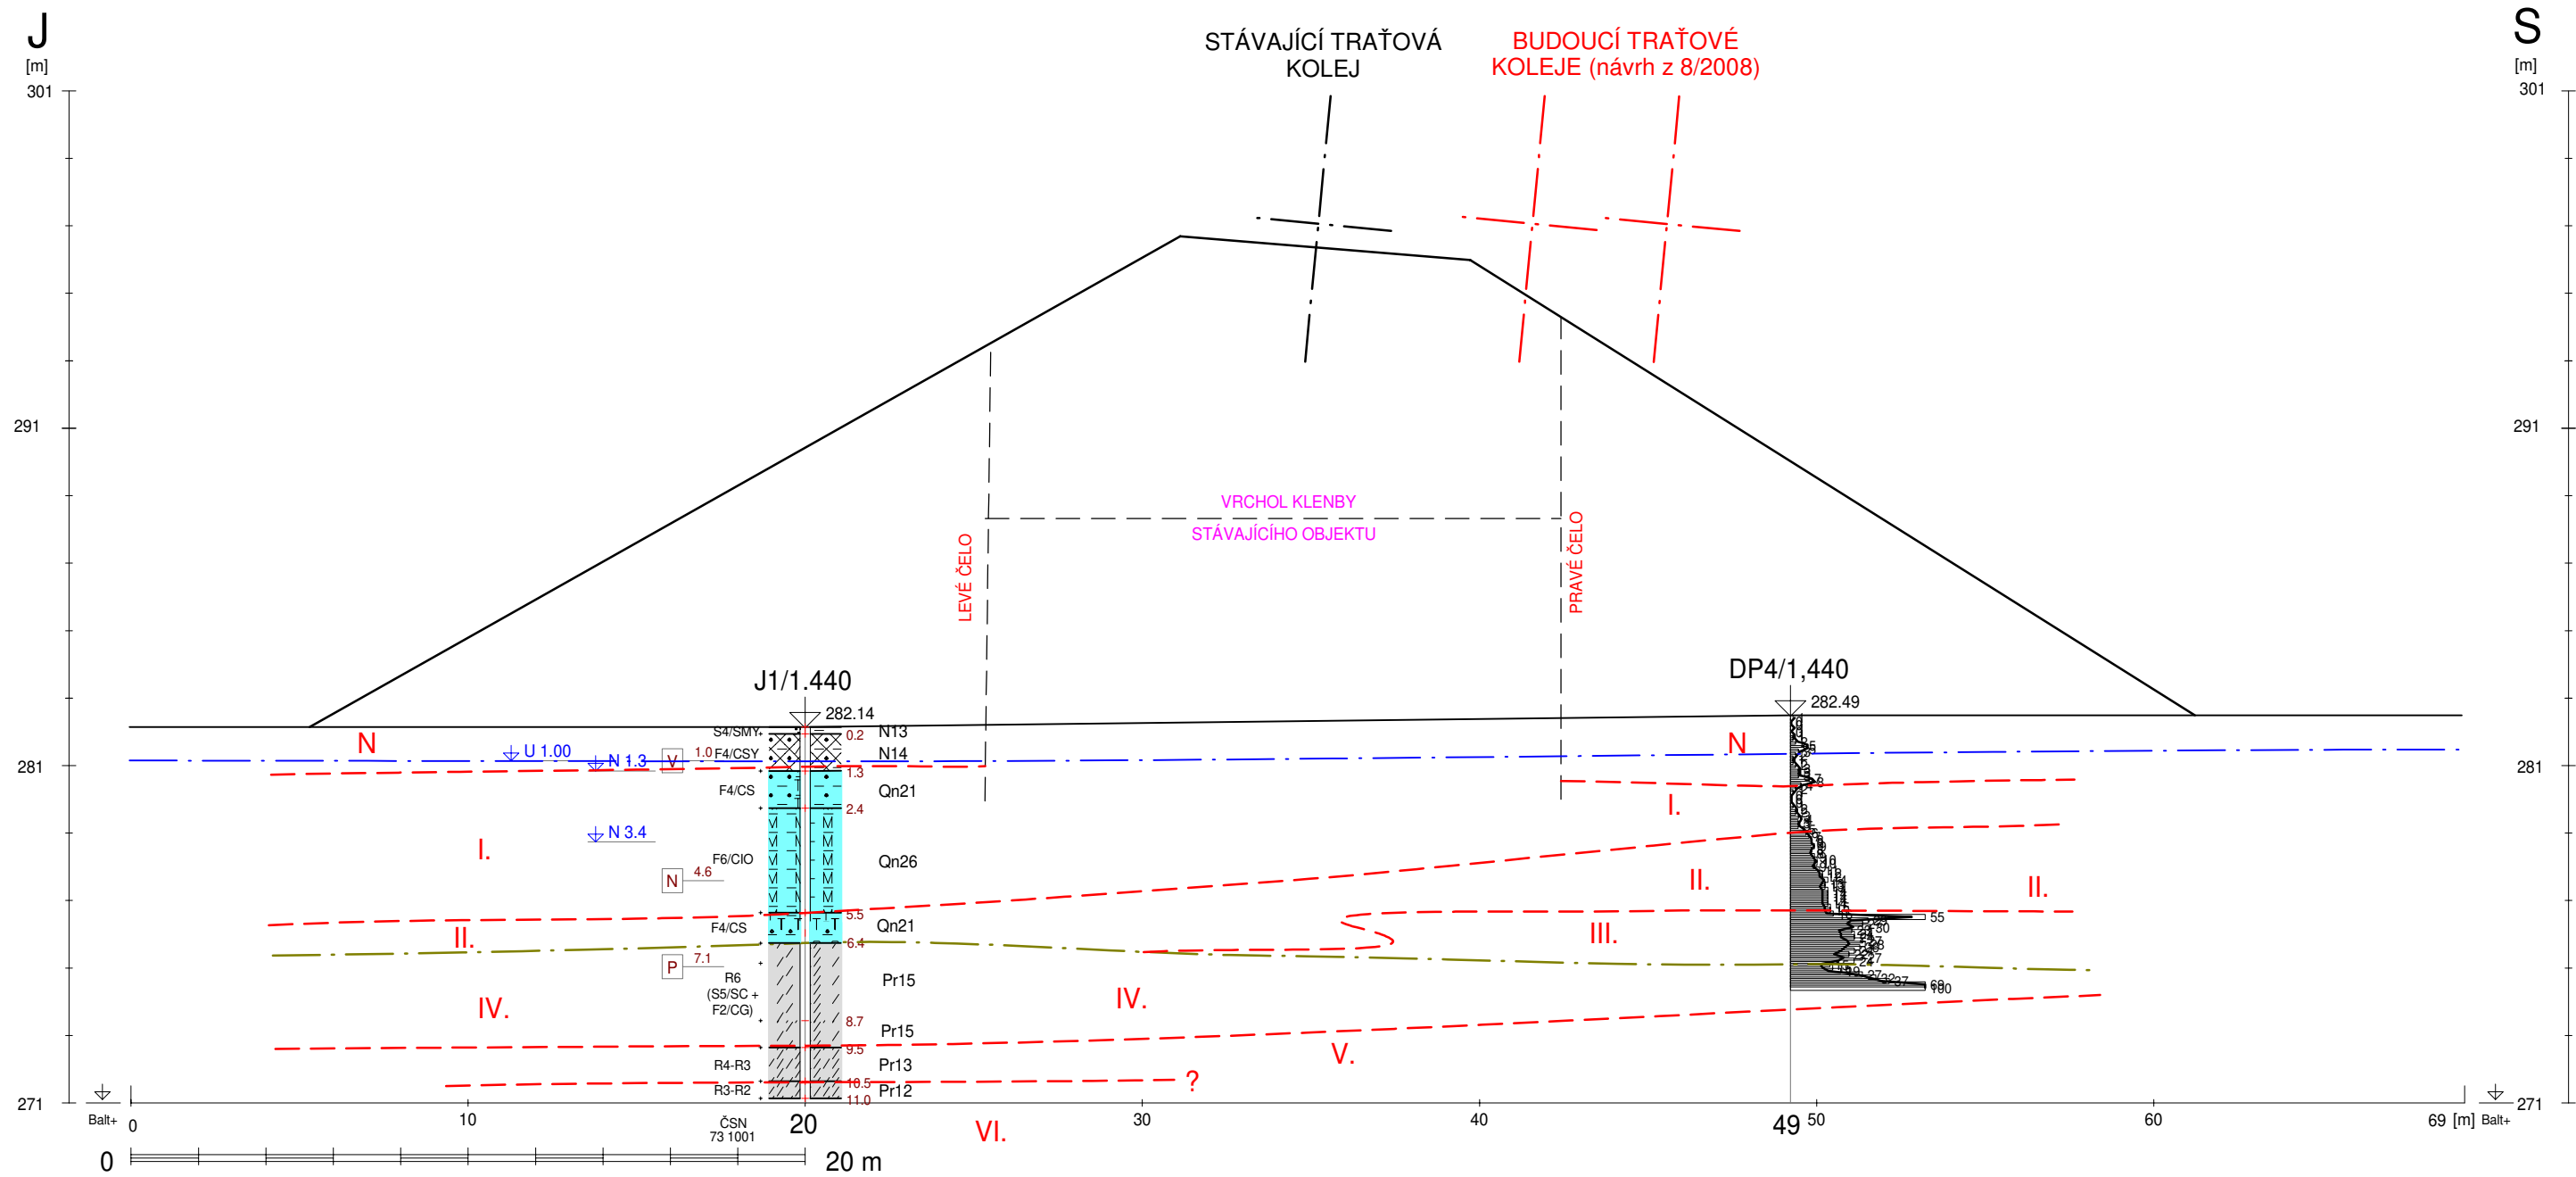 J
S
[m]
[m]
STÁVAJÍCÍ TRAŤOVÁ
KOLEJ
BUDOUCÍ TRAŤOVÉ
KOLEJE (návrh z 8/2008)
301
301
291
291
VRCHOL KLENBY
STÁVAJÍCÍHO OBJEKTU
LEVÉ ČELO
PRAVÉ ČELO
J1/1.440
282.14
DP4/1,440
282.49
S4/SMY
0.2
N13
N
N
U 1.00
N 1.3
V
1.0
F4/CSY
N14
281
281
1.3
F4/CS
Qn21
2.4
I.
N 3.4
I.
F6/CIO
Qn26
N
4.6
II.
II.
5.5
F4/CS
Qn21
II.
III.
55
6.4
P
7.1
R6
(S5/SC +
F2/CG)
Pr15
IV.
IV.
8.7
Pr15
9.5
V.
R4-R3
Pr13
10.5
?
R3-R2
Pr12
11.0
100
271
271
Balt+
Balt+
0
10
ČSN
73 1001
20
30
40
49
50
60
69 [m]
VI.
0
20 m